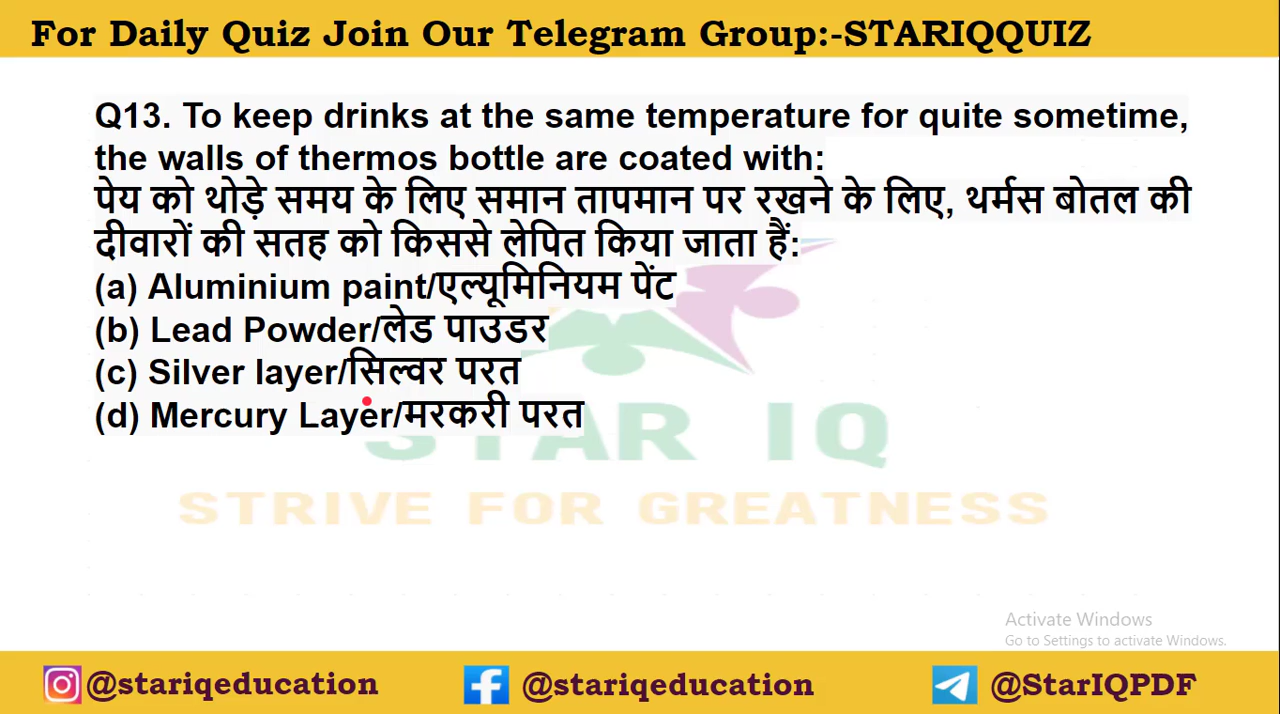 For Daily Quiz Join Our Telegram Group:-STARIQQUIZ
Q13. To keep drinks at the same temperature for quite sometime,
the walls of thermos bottle are coated with:
पेय को थोड़े समय के लिए समान तापमान पर रखने के लिए, थर्मस बोतल की
दीवारों की सतह को किससे लेपित किया जाता हैं:
(a) Aluminium paint/एल्यूमिनियम पेंट
(b) Lead Powder/लेड पाउडर
(c) Silver layer/सिल्वर परत
(d) Mercury Layer/मरकरी परत
STAR IQ
STRIVE FOR GREATNESS
Activate Windows
Go to Settings to activate Windows.
@stariqeducation
@stariqeducation
@StarIQPDF